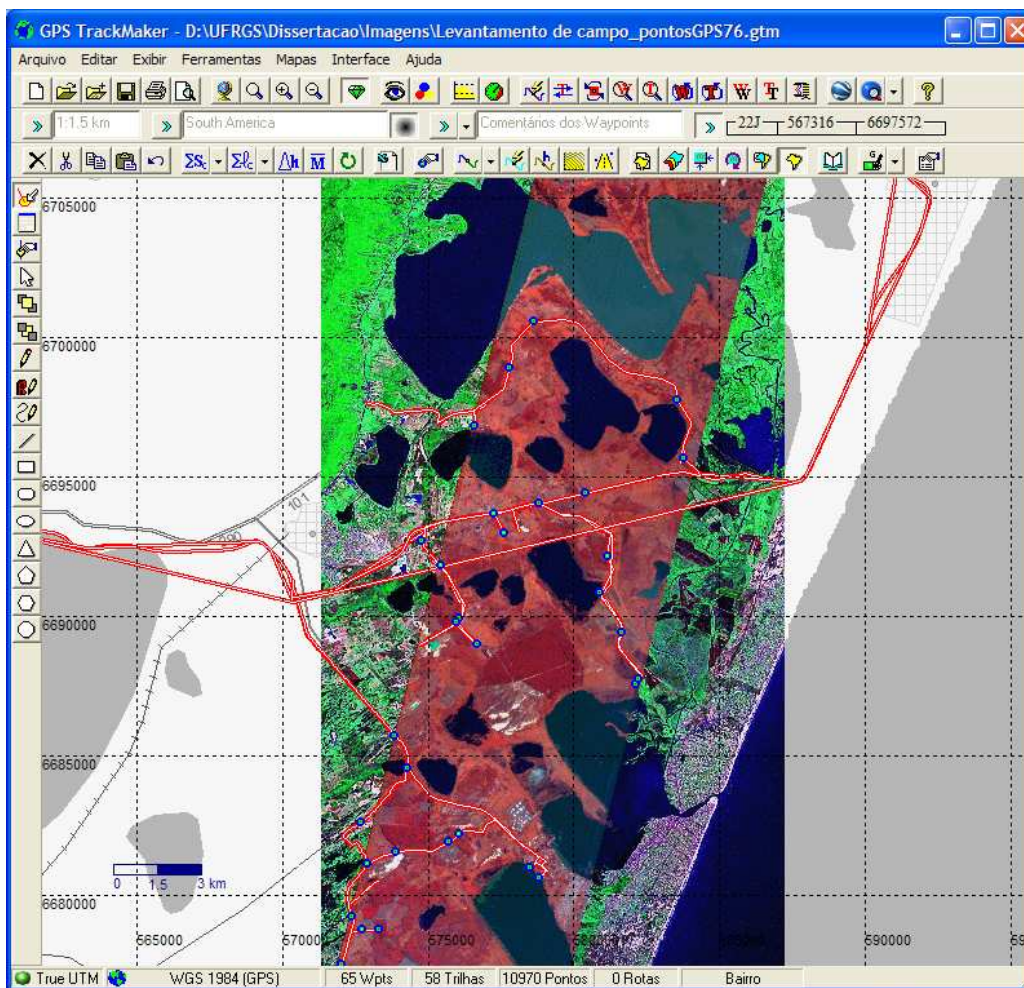 GPS TrackMaker - D:\UFRGS\Dissertacao\Imagens\Levantamento de campo_pontosGPS76.gtm
Arquivo Editar Exibir Ferramentas Mapas Interface Ajuda
1:1.5 km South America Comentários dos Waypoints 22J 567316 6697572
6705000
6700000
6695000
101
6690000
6685000
0 1.5 3 km
6680000
565000 570000 575000 590000
True UTM WGS 1984 (GPS) 65 Wpts 58 Trilhas 10970 Pontos 0 Rotas Bairro